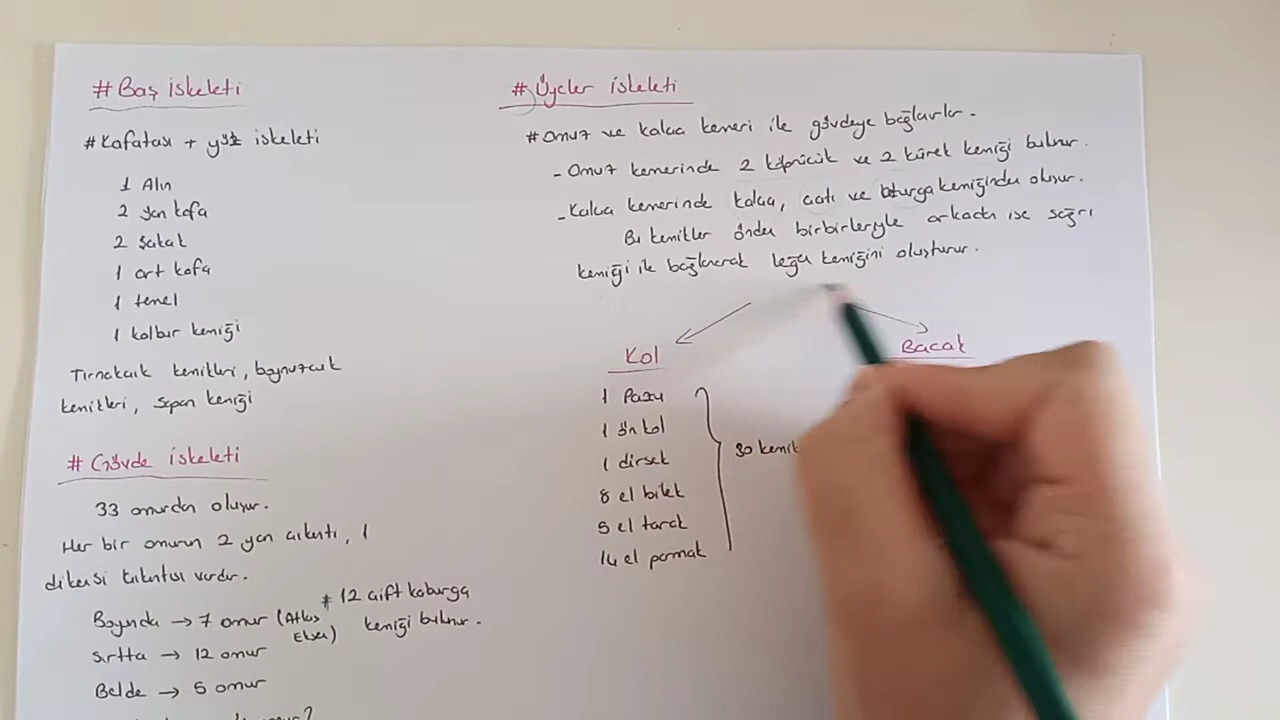 # Baş iskeleti
# Kafatası + yüz iskeleti
1 Alın
2 yan kafa
2 Şakak
1 art kafa
1 temel
1 kalbur kemiği
Tırnakcık kemikleri, boynuzcuk
kemikleri, sapan kemiği
# Gövde iskeleti
33 omurdan oluşur.
Her bir omurun 2 yan çıkıntı, 1
dikensi çıkıntısı vardır.
* 12 çift kaburga
kemiği bulunur.
Boyunda → 7 omur (Atlas
Eksen)
Sırtta → 12 omur
Belde → 5 omur
# Üyeler iskeleti
# Omuz ve kalça kemeri ile gövdeye bağlanırlar.
- Omuz kemerinde 2 köprücük ve 2 kürek kemiği bulunur.
- Kalça kemerinde kalça, çatı ve oturga kemiğinden oluşur.
Bu kemikler önden birbirleriyle arkadan ise sağrı
kemiği ile bağlanarak leğen kemiğini oluşturur.
Kol
1 Pazu
1 ön kol
1 dirsek
8 el bilek
5 el tarak
14 el parmak
30 kemik
Bacak